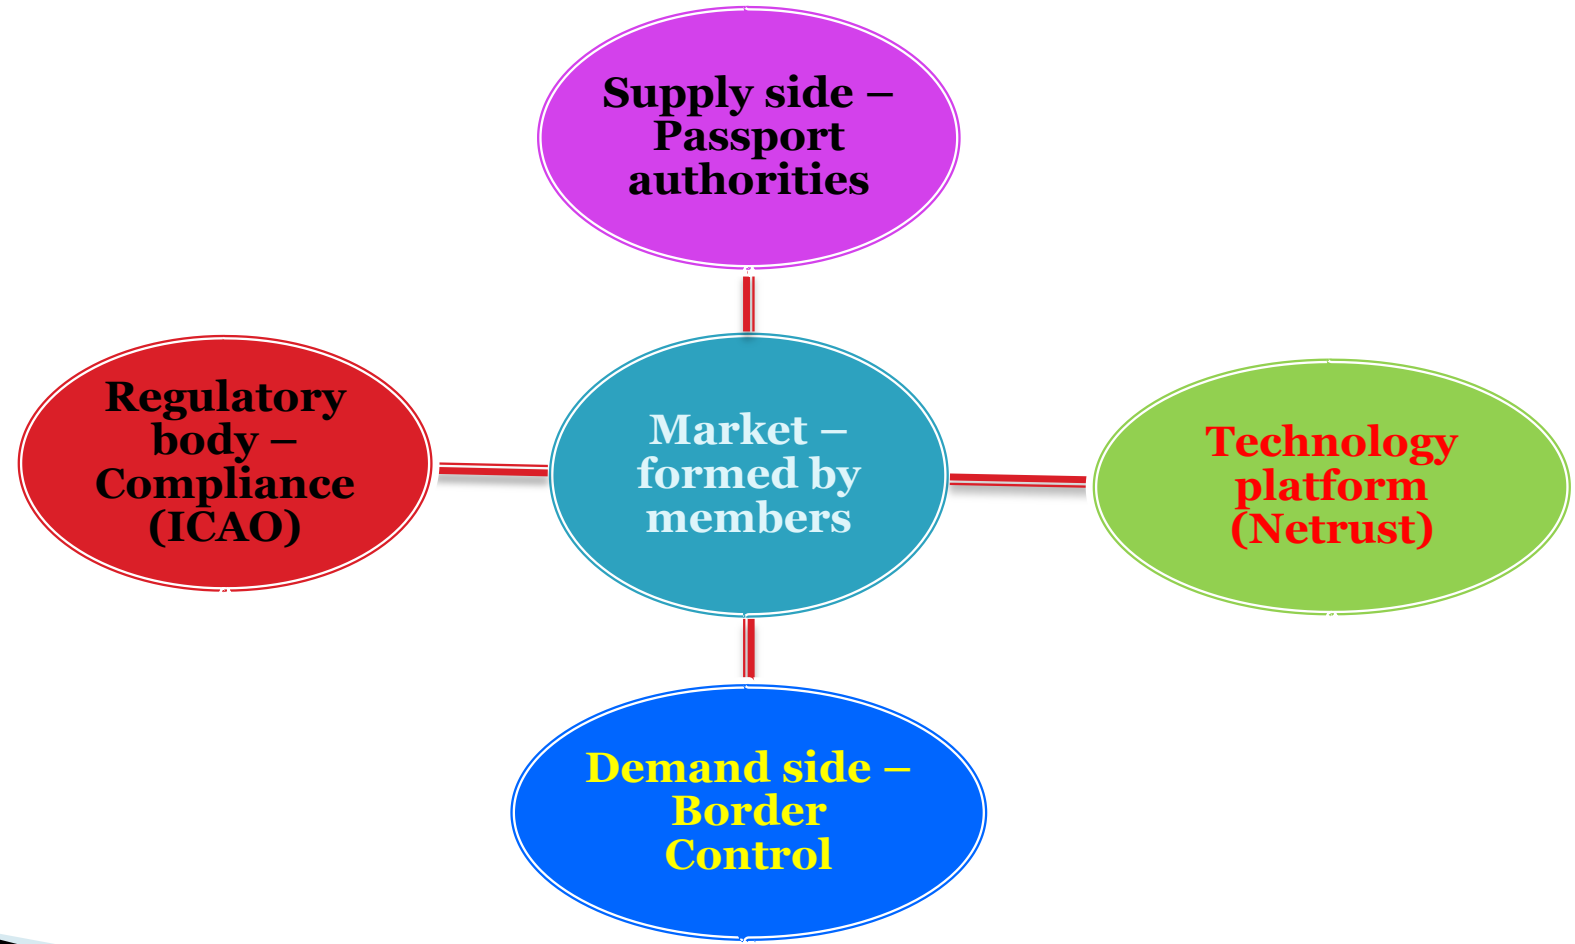 Supply side –
Passport
authorities
Regulatory
body –
Compliance
(ICAO)
Market –
formed by
members
Technology
platform
(Netrust)
Demand side –
Border
Control